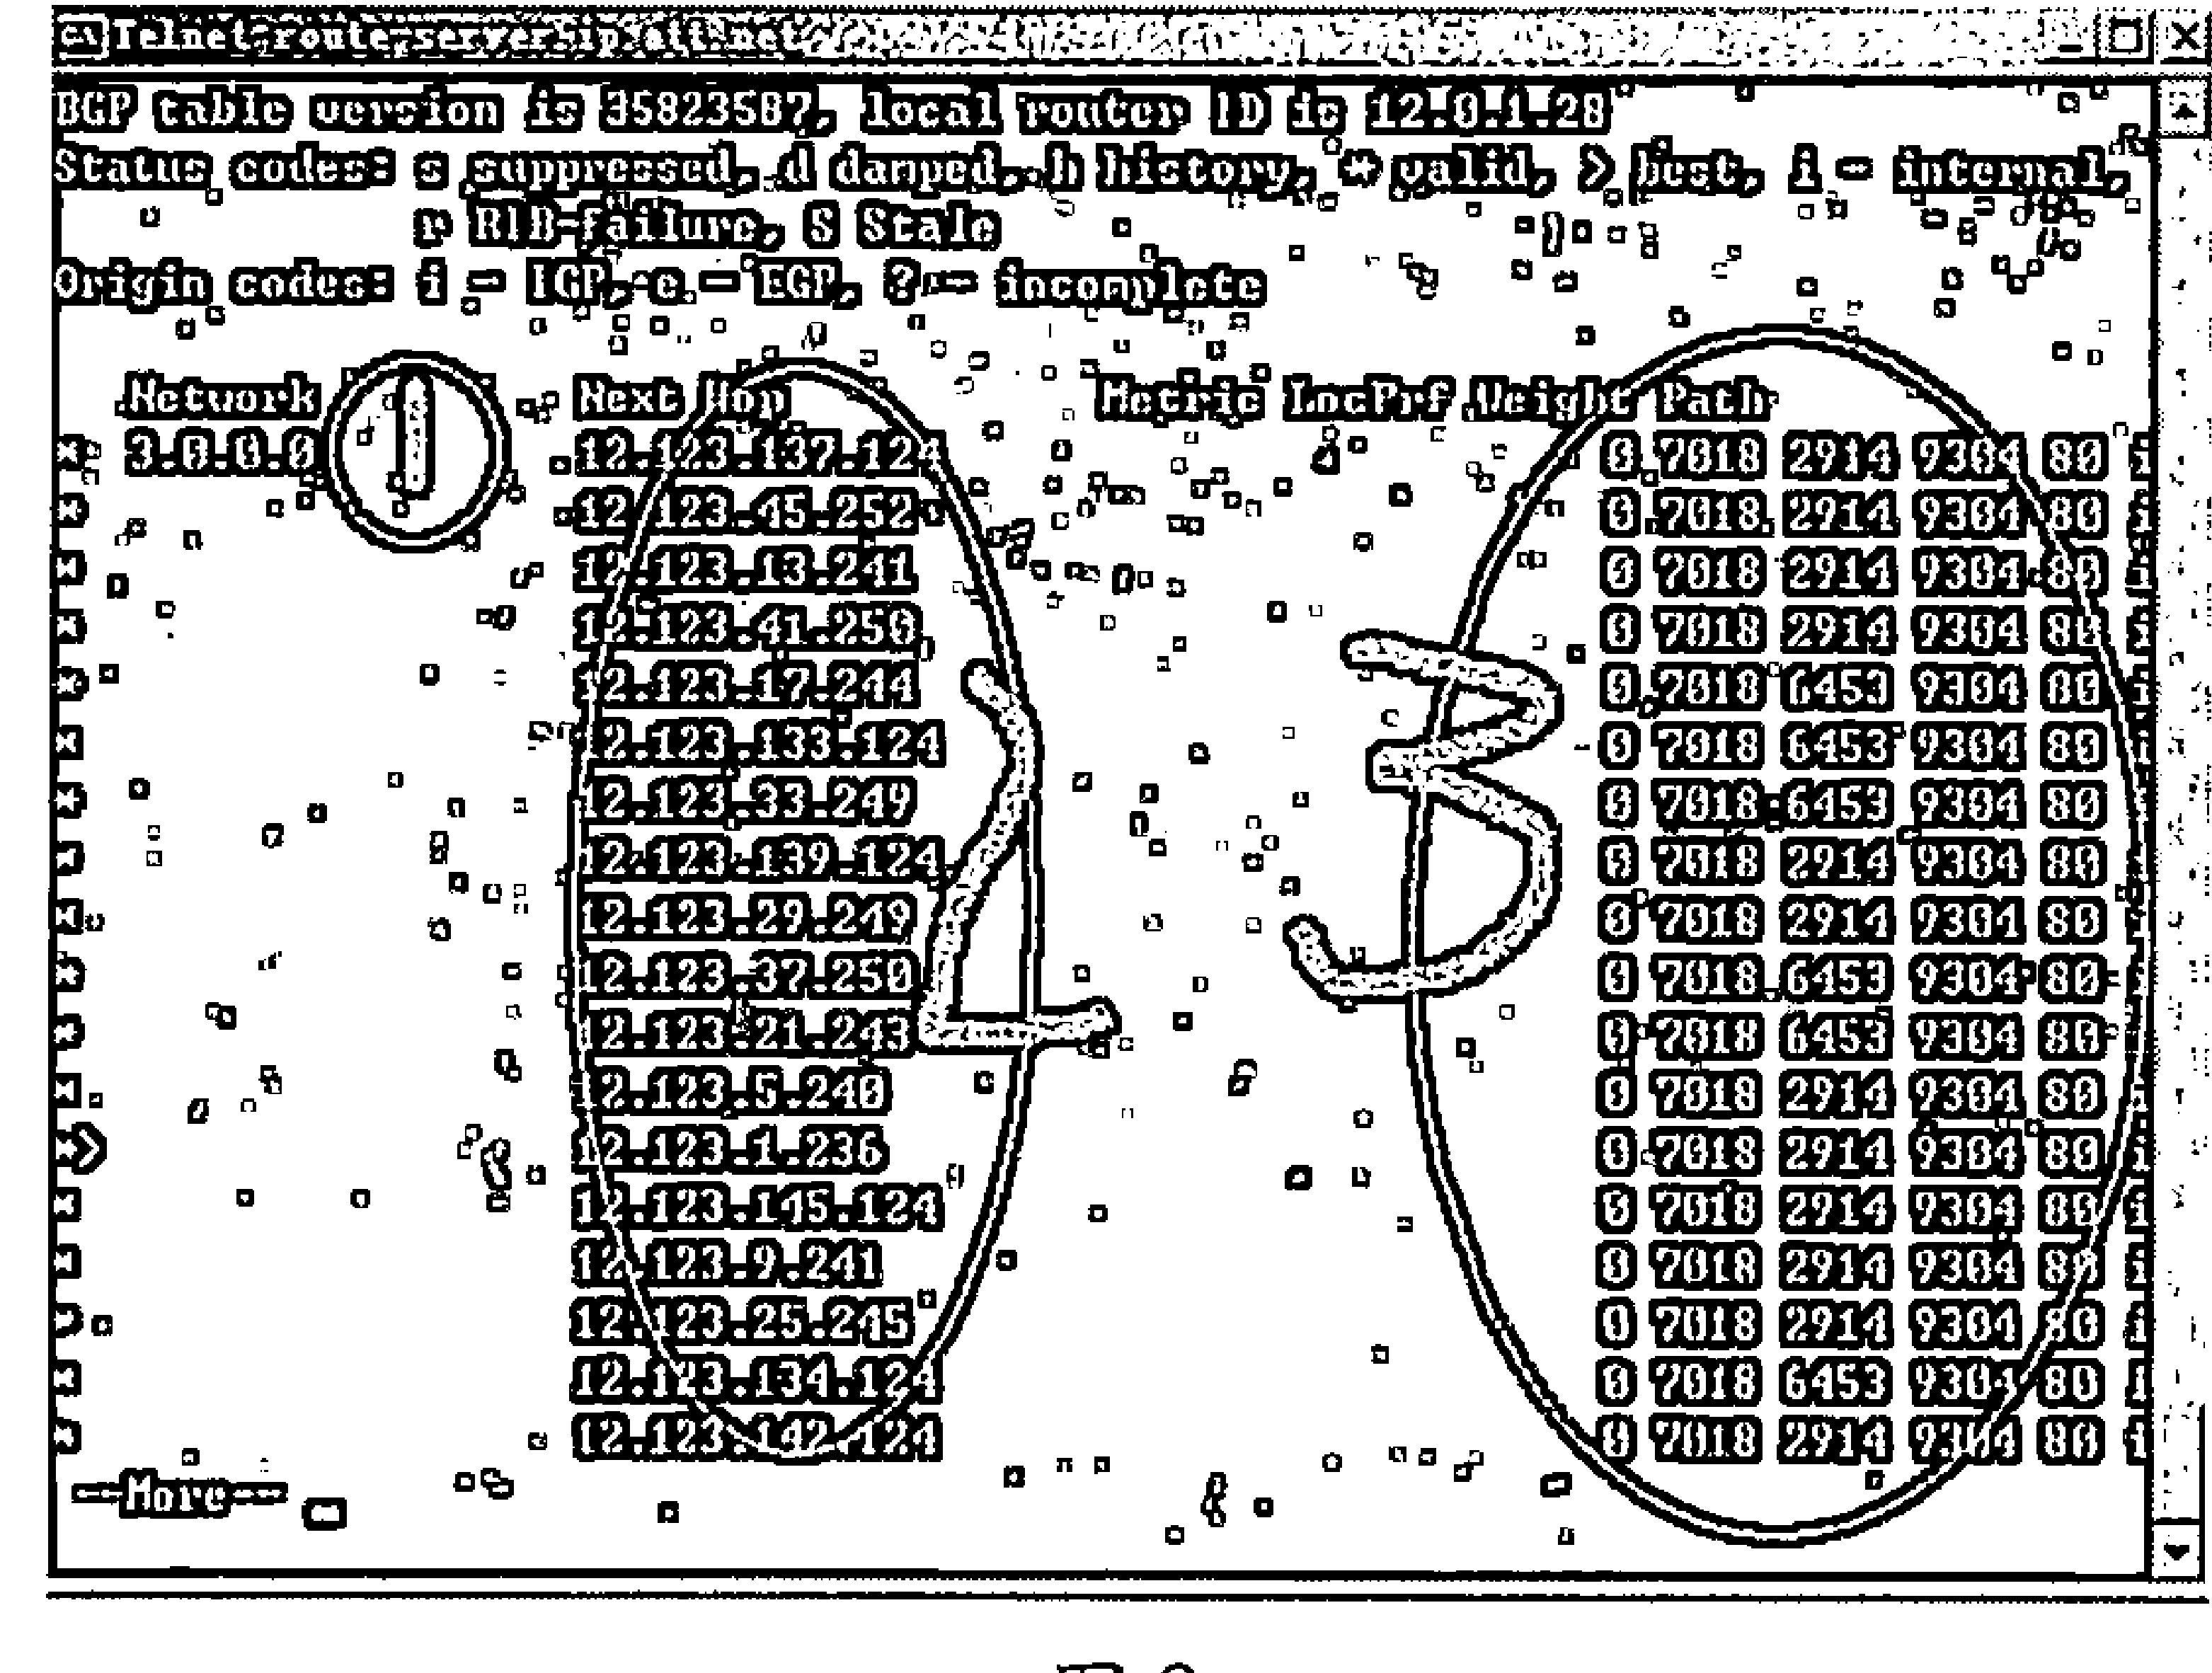 Telnet route-server.ip.att.net
BGP table version is 35823587, local router ID is 12.0.1.28
Status codes: s suppressed, d damped, h history, * valid, > best, i - internal,
r RIB-failure, S Stale
Origin codes: i - IGP, e - EGP, ? - incomplete
Network 1 Next Hop Metric LocPrf Weight Path
* 3.0.0.0 12.123.137.124 0 7018 2914 9304 80 i
* 12.123.45.252 0 7018 2914 9304 80 i
* 12.123.13.241 0 7018 2914 9304 80 i
* 12.123.41.250 0 7018 2914 9304 80 i
* 12.123.17.244 0 7018 6453 9304 80 i
* 12.123.133.124 0 7018 6453 9304 80 i
* 12.123.33.249 0 7018 6453 9304 80 i
* 12.123.139.124 0 7018 2914 9304 80 i
* 12.123.29.249 0 7018 2914 9304 80 i
* 12.123.37.250 0 7018 6453 9304 80 i
* 12.123.21.243 0 7018 6453 9304 80 i
* 12.123.5.240 0 7018 2914 9304 80 i
*> 12.123.1.236 0 7018 2914 9304 80 i
* 12.123.145.124 0 7018 2914 9304 80 i
* 12.123.9.241 0 7018 2914 9304 80 i
* 12.123.25.245 0 7018 2914 9304 80 i
* 12.123.134.124 0 7018 6453 9304 80 i
* 12.123.142.124 0 7018 2914 9304 80 i
--More--
2
3